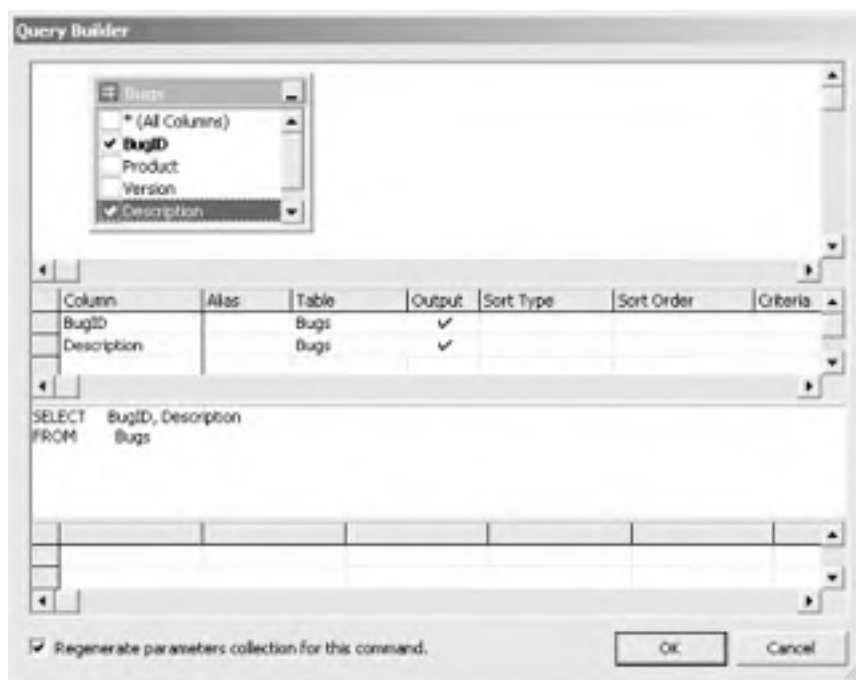 Query Builder
Bugs
* (All Columns)
BugID
Product
Version
Description
Column Alias Table Output Sort Type Sort Order Criteria
BugID Bugs
Description Bugs
SELECT BugID, Description
FROM Bugs
Regenerate parameters collection for this command.
OK Cancel